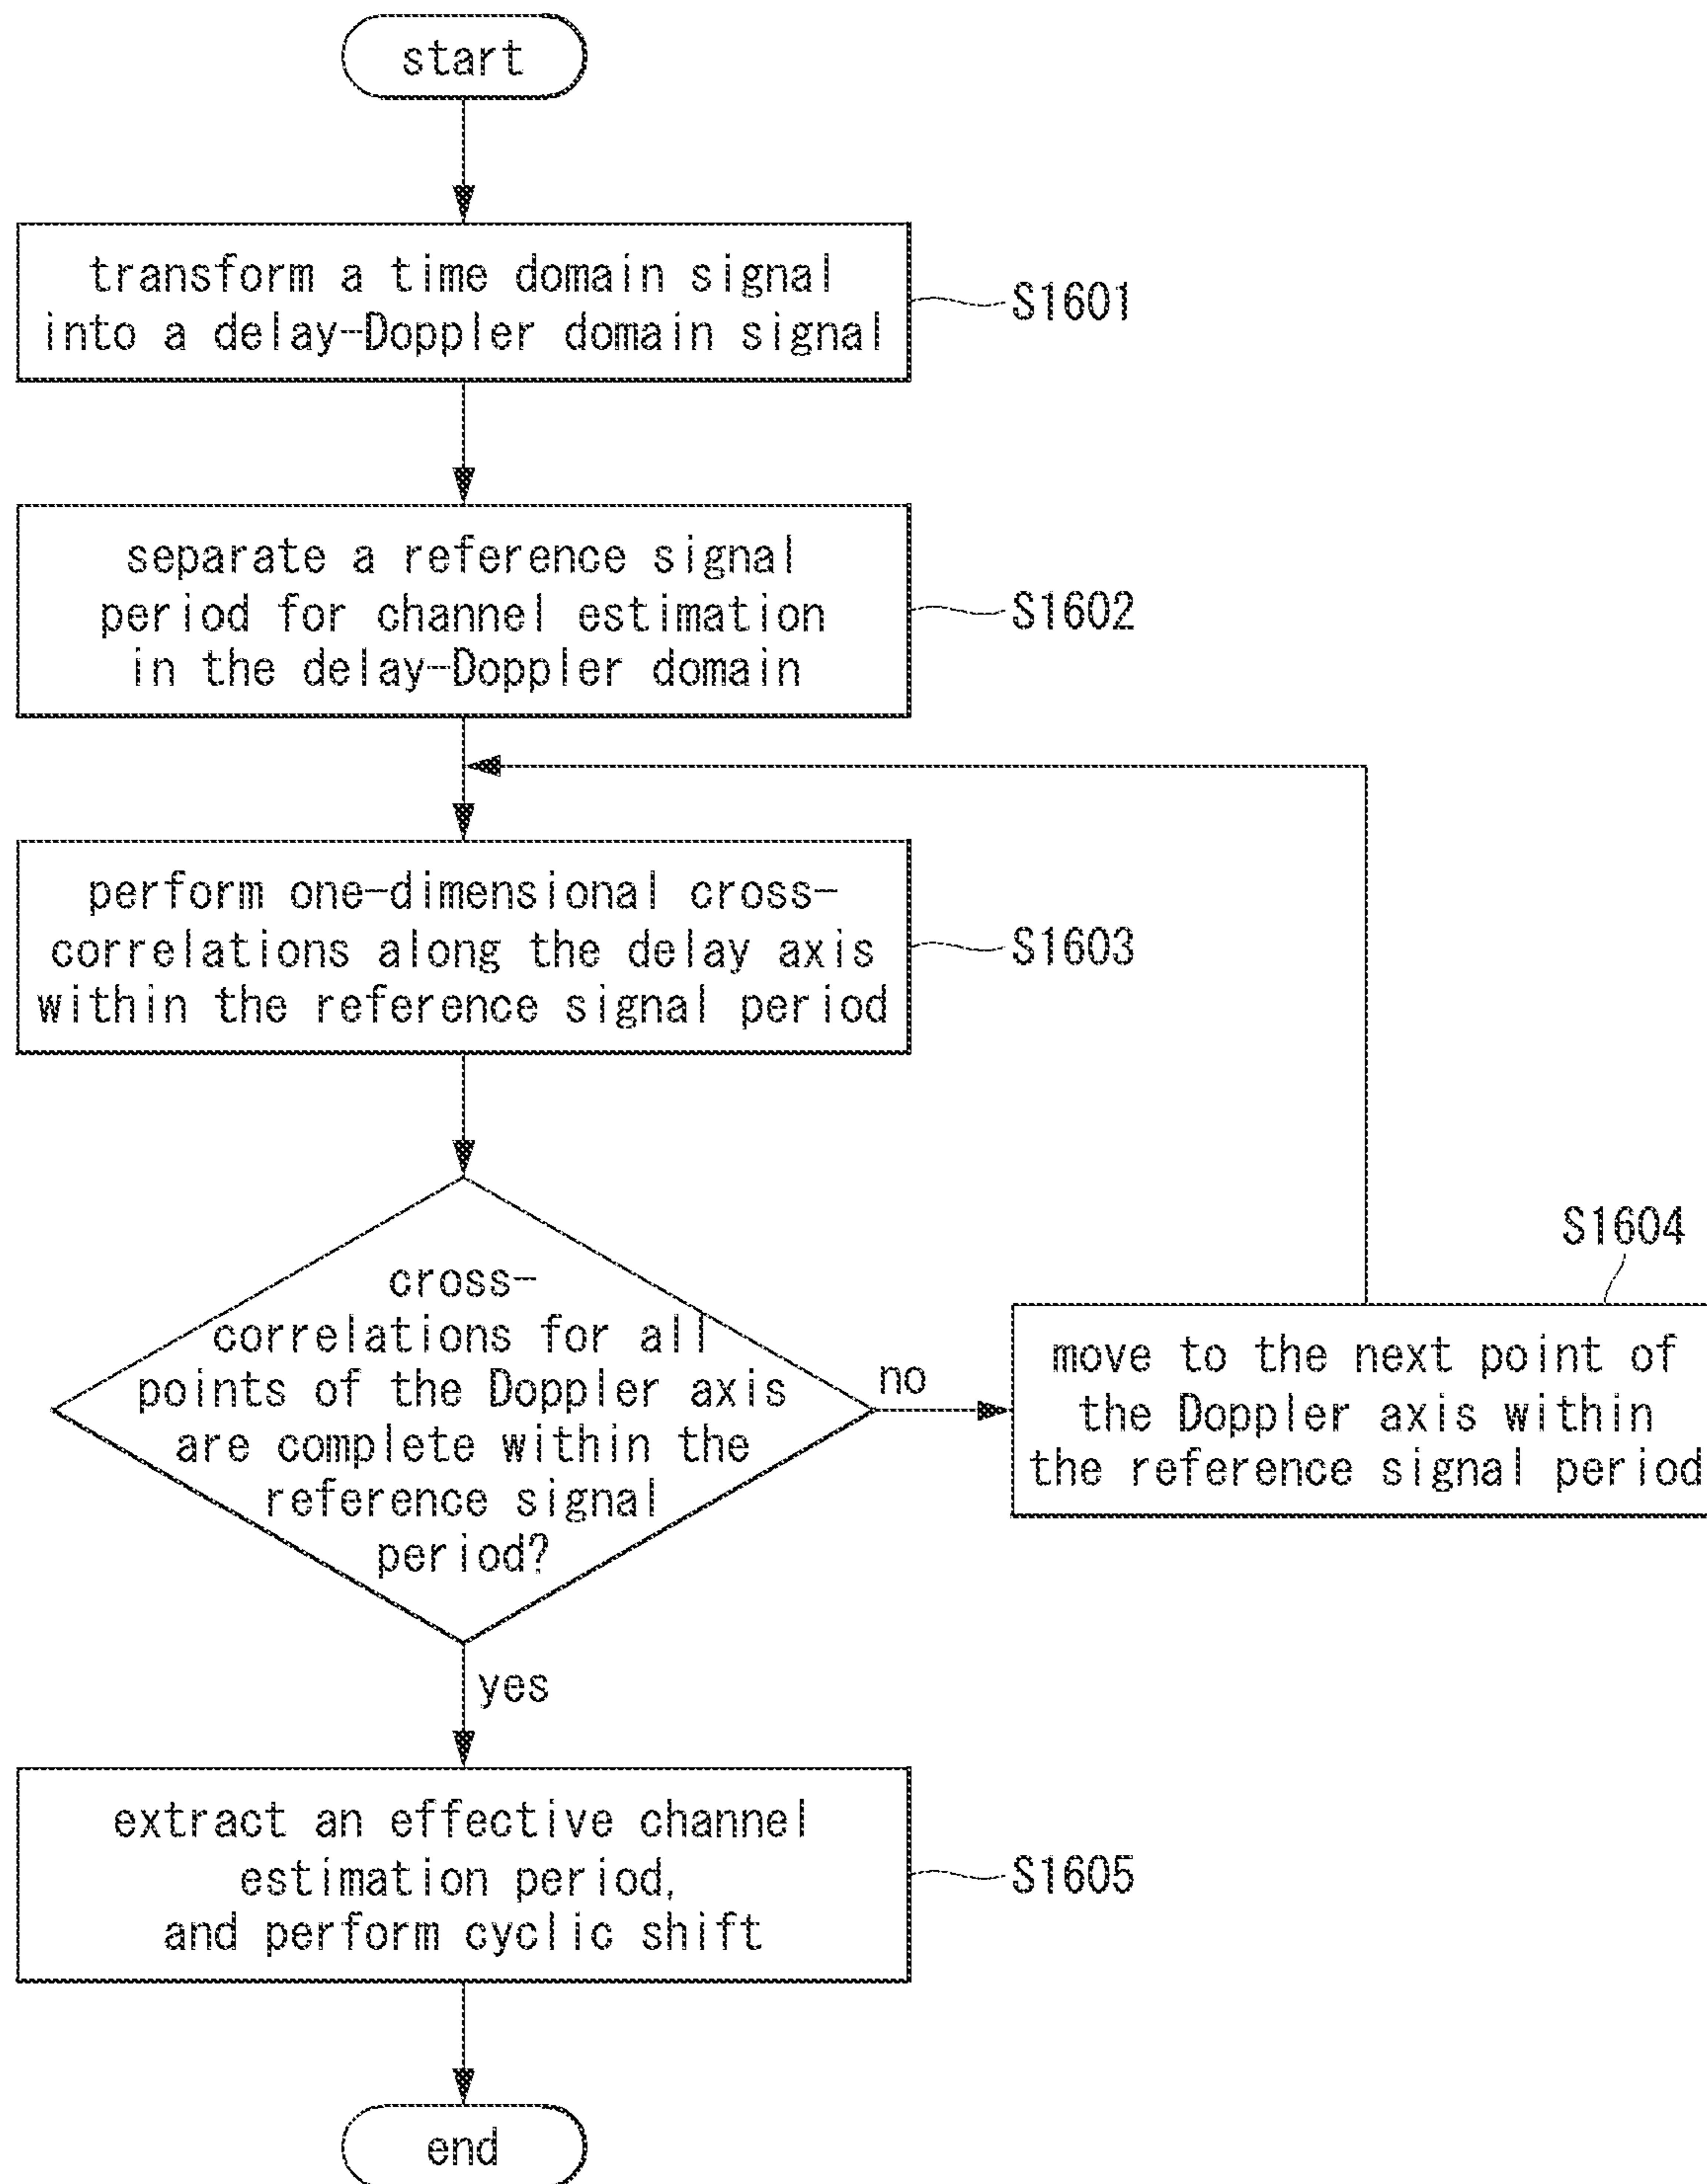 start
transform a time domain signal
into a delay-Doppler domain signal
S1601
separate a reference signal
period for channel estimation
in the delay-Doppler domain
S1602
perform one-dimensional cross-
correlations along the delay axis
within the reference signal period
S1603
cross-
correlations for all
points of the Doppler axis
are complete within the
reference signal
period?
no
S1604
move to the next point of
the Doppler axis within
the reference signal period
yes
extract an effective channel
estimation period,
and perform cyclic shift
S1605
end